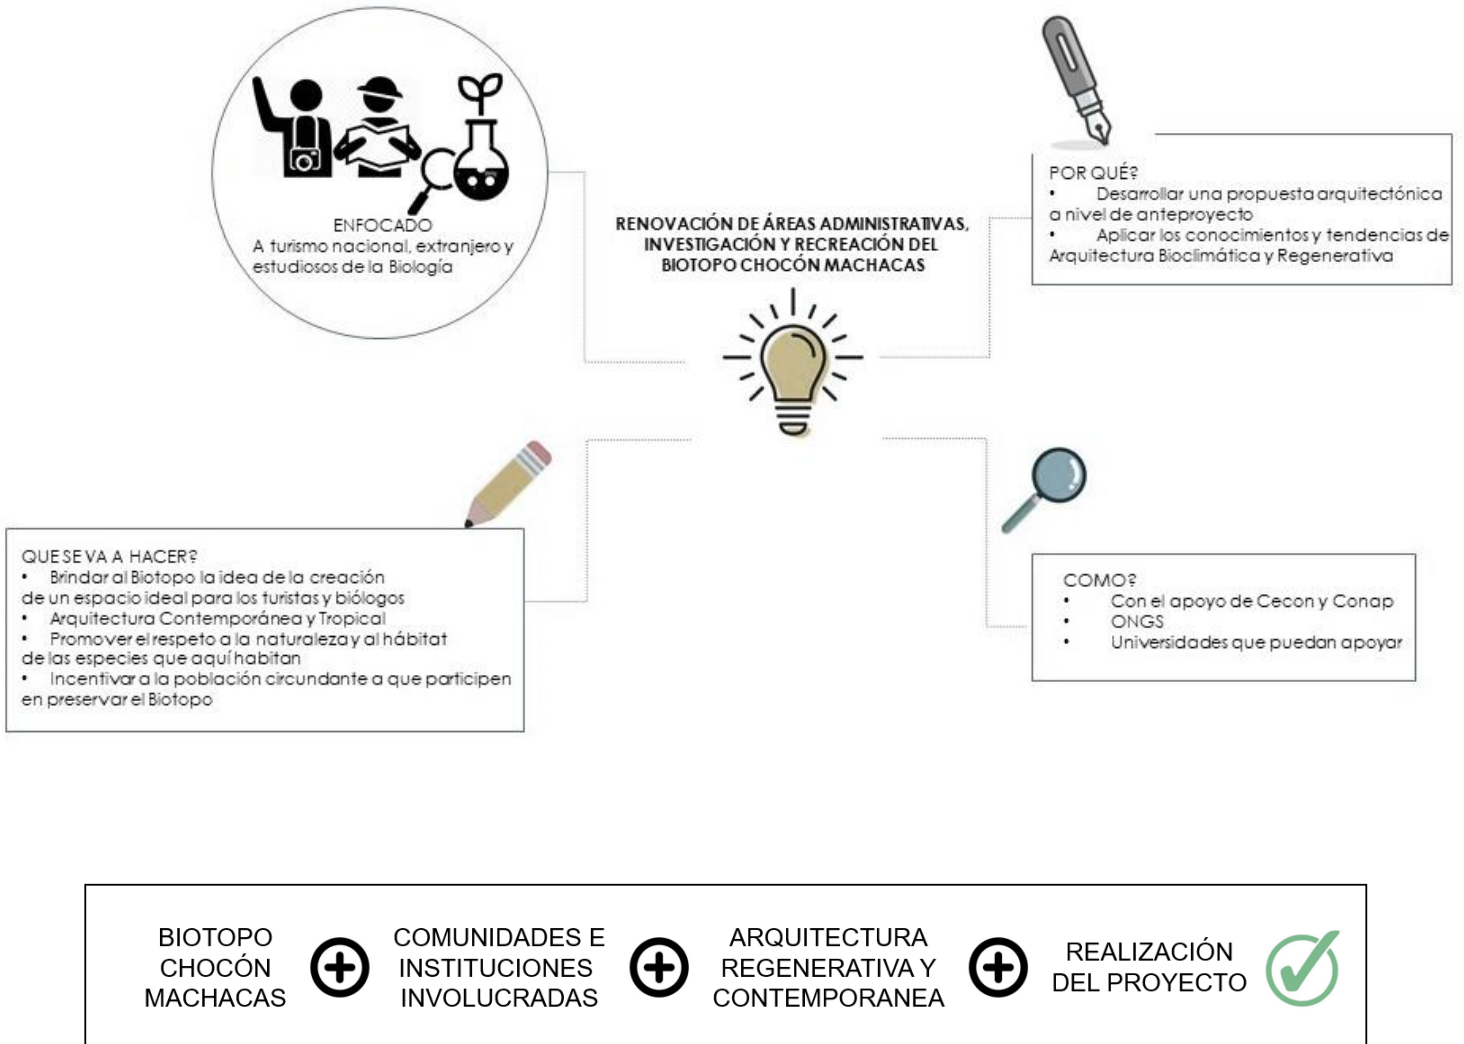 ENFOCADO
A turismo nacional, extranjero y
estudiosos de la Biología
RENOVACIÓN DE ÁREAS ADMINISTRATIVAS,
INVESTIGACIÓN Y RECREACIÓN DEL
BIOTOPO CHOCÓN MACHACAS
POR QUÉ?
• Desarrollar una propuesta arquitectónica
a nivel de anteproyecto
• Aplicar los conocimientos y tendencias de
Arquitectura Bioclimática y Regenerativa
QUE SE VA A HACER?
• Brindar al Biotopo la idea de la creación
de un espacio ideal para los turistas y biólogos
• Arquitectura Contemporánea y Tropical
• Promover el respeto a la naturaleza y al hábitat
de las especies que aquí habitan
• Incentivar a la población circundante a que participen
en preservar el Biotopo
COMO?
• Con el apoyo de Cecon y Conap
• ONGS
• Universidades que puedan apoyar
BIOTOPO
CHOCÓN
MACHACAS
COMUNIDADES E
INSTITUCIONES
INVOLUCRADAS
ARQUITECTURA
REGENERATIVA Y
CONTEMPORANEA
REALIZACIÓN
DEL PROYECTO